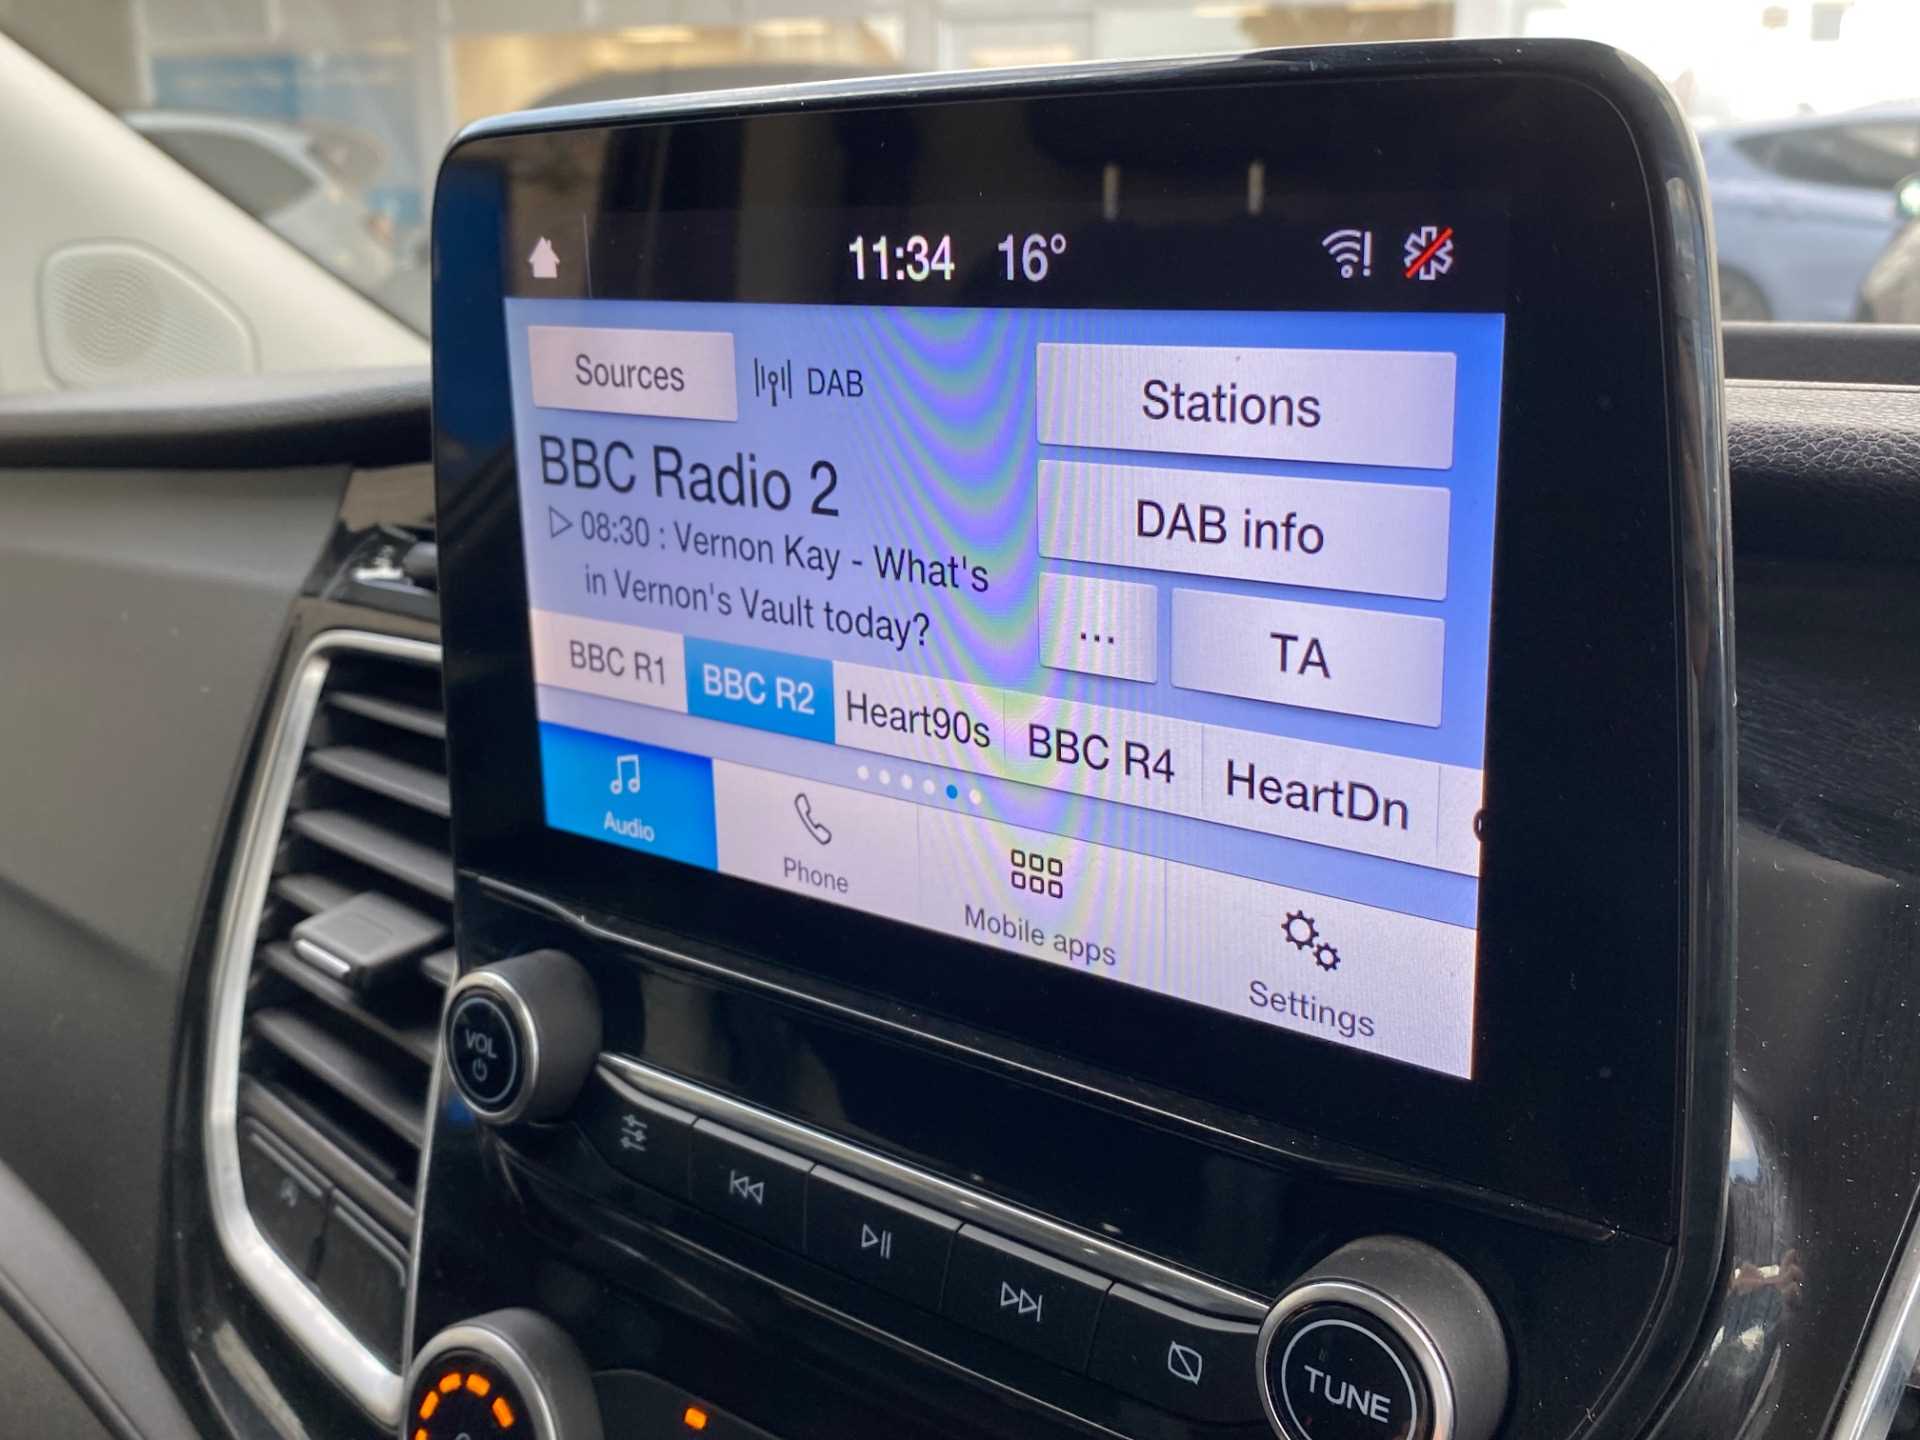 11:34 16°
Sources DAB
Stations
BBC Radio 2
DAB info
08:30 : Vernon Kay - What's
in Vernon's Vault today?
... TA
BBC R1 BBC R2 Heart90s BBC R4 HeartDn
Audio Phone Mobile apps Settings
VOL
TUNE